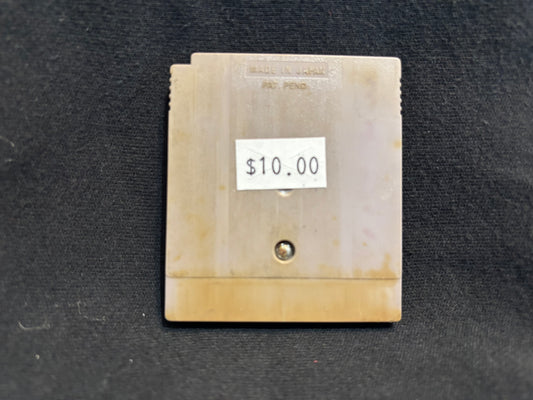 MADE IN JAPAN
PAT. PEND.
$10.00